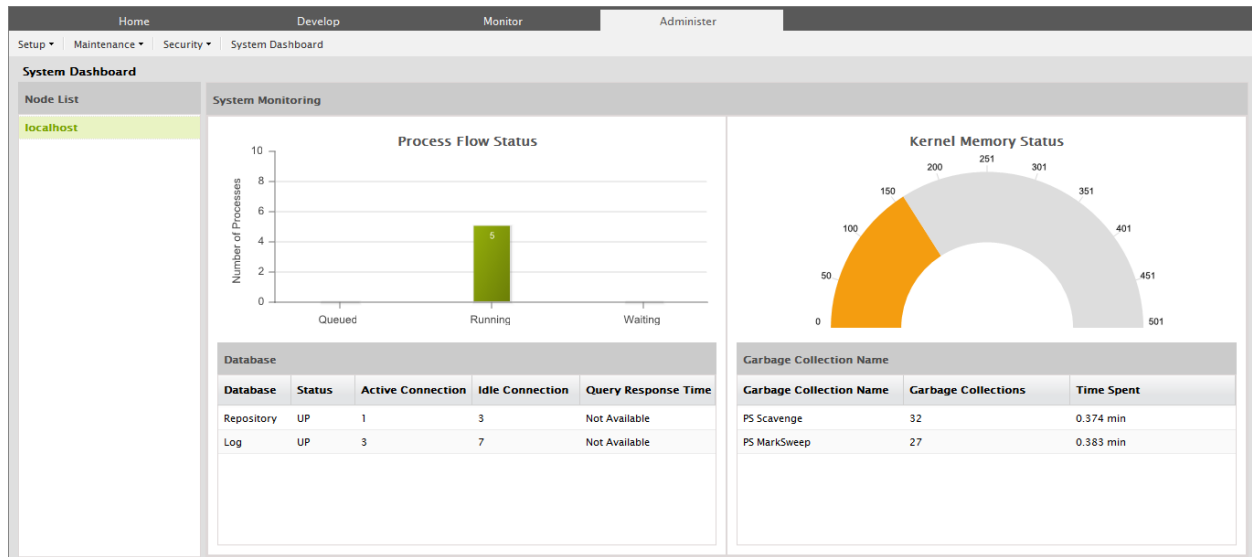 Home Develop Monitor Administer
Setup Maintenance Security System Dashboard
System Dashboard
Node List
localhost
System Monitoring
Process Flow Status
Number of Processes
10
8
6
4
2
0
5
Queued Running Waiting
Kernel Memory Status
0
50
100
150
200
251
301
351
401
451
501
Database
Database Status Active Connection Idle Connection Query Response Time
Repository UP 1 3 Not Available
Log UP 3 7 Not Available
Garbage Collection Name
Garbage Collection Name Garbage Collections Time Spent
PS Scavenge 32 0.374 min
PS MarkSweep 27 0.383 min